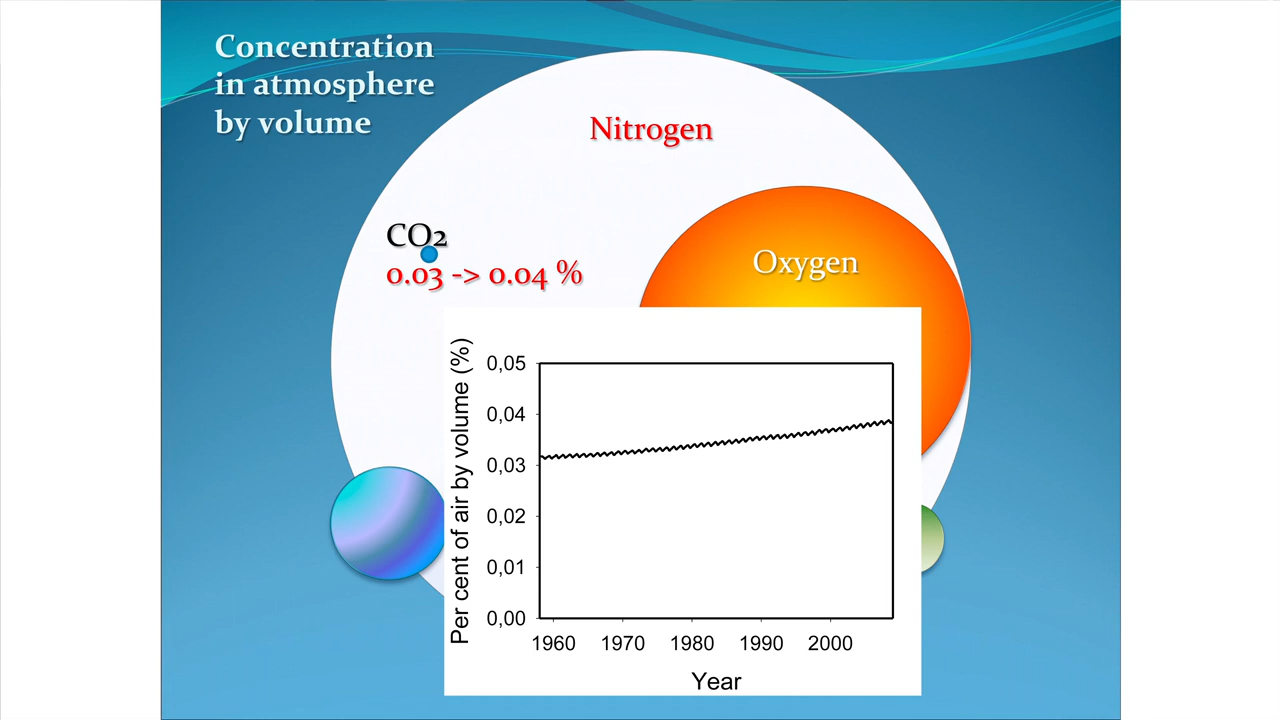 Concentration
in atmosphere
by volume
Nitrogen
CO2
0.03 -> 0.04 %
Oxygen
Per cent of air by volume (%)
0,05
0,04
0,03
0,02
0,01
0,00
1960 1970 1980 1990 2000
Year